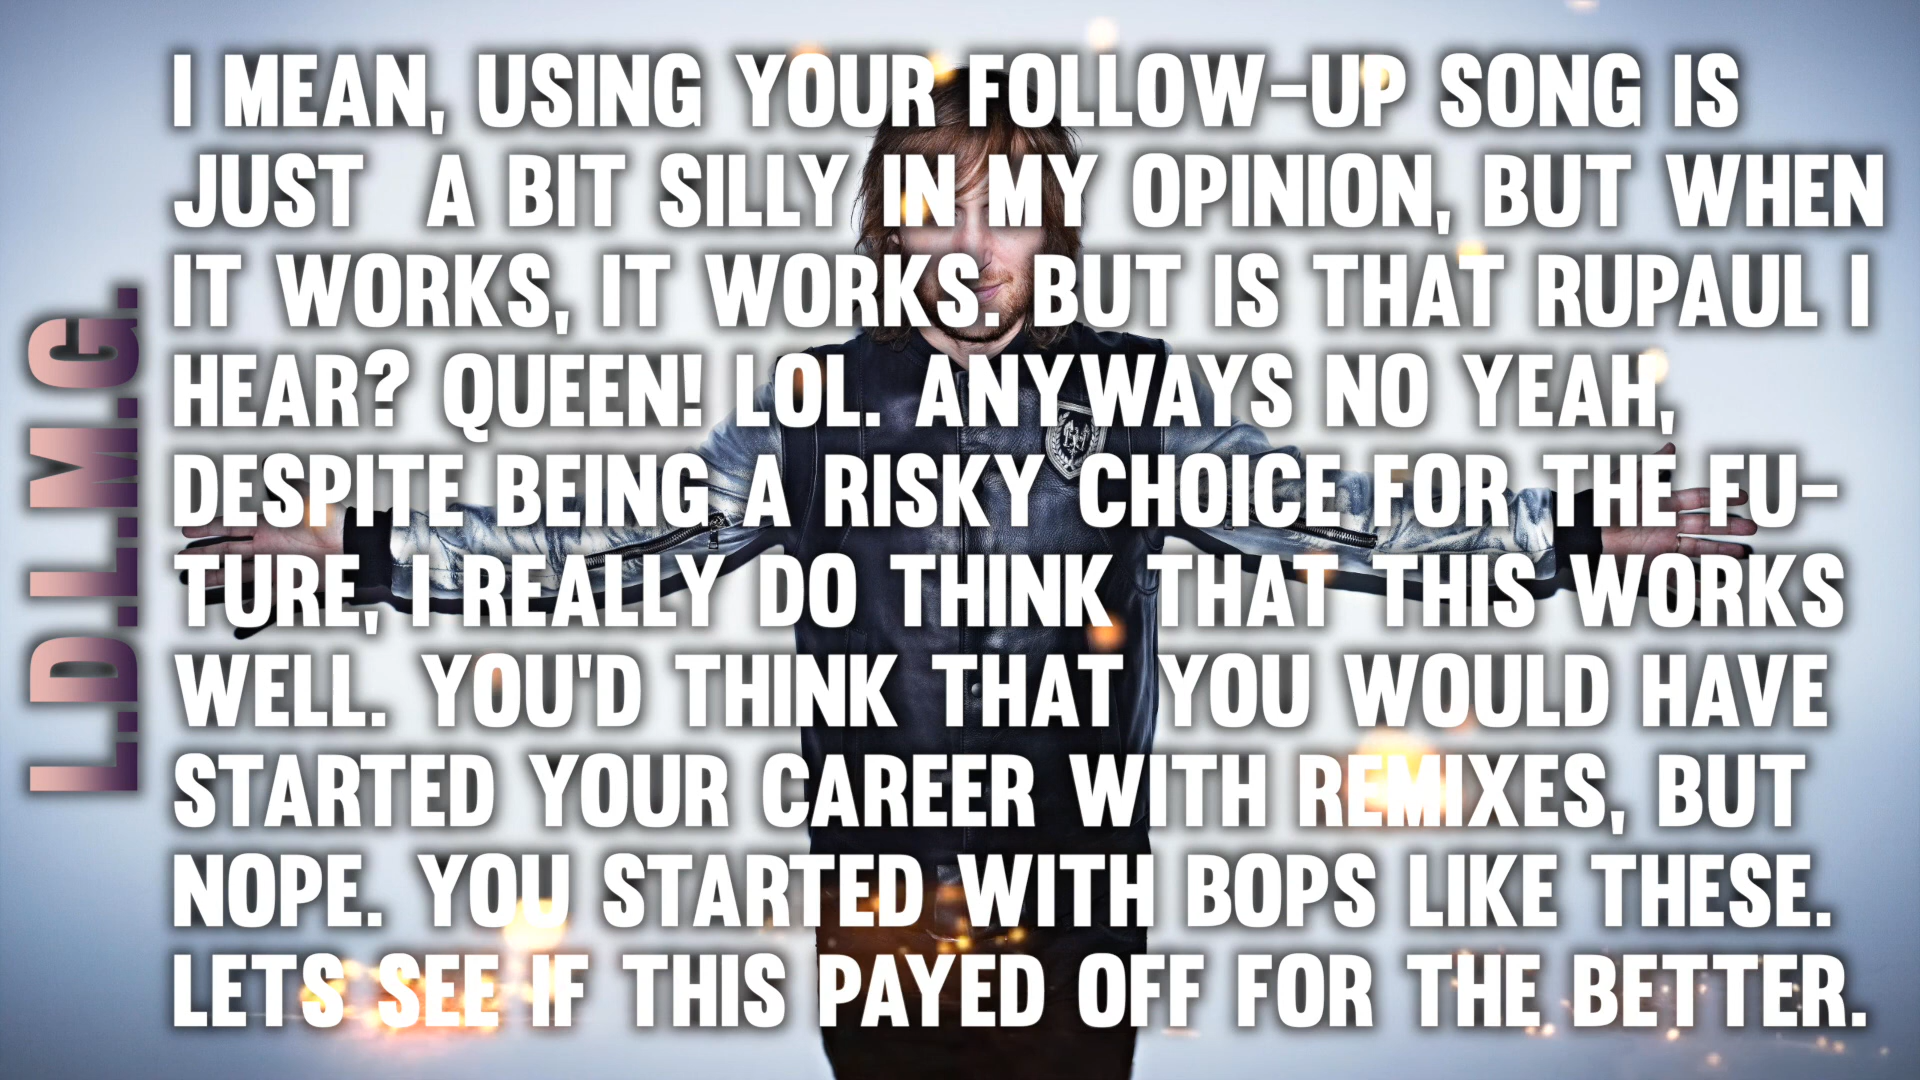 L.D.L.M.G.
I MEAN, USING YOUR FOLLOW-UP SONG IS
JUST A BIT SILLY IN MY OPINION, BUT WHEN
IT WORKS, IT WORKS. BUT IS THAT RUPAUL I
HEAR? QUEEN! LOL. ANYWAYS NO YEAH,
DESPITE BEING A RISKY CHOICE FOR THE FU-
TURE, I REALLY DO THINK THAT THIS WORKS
WELL. YOU'D THINK THAT YOU WOULD HAVE
STARTED YOUR CAREER WITH REMIXES, BUT
NOPE. YOU STARTED WITH BOPS LIKE THESE.
LETS SEE IF THIS PAYED OFF FOR THE BETTER.